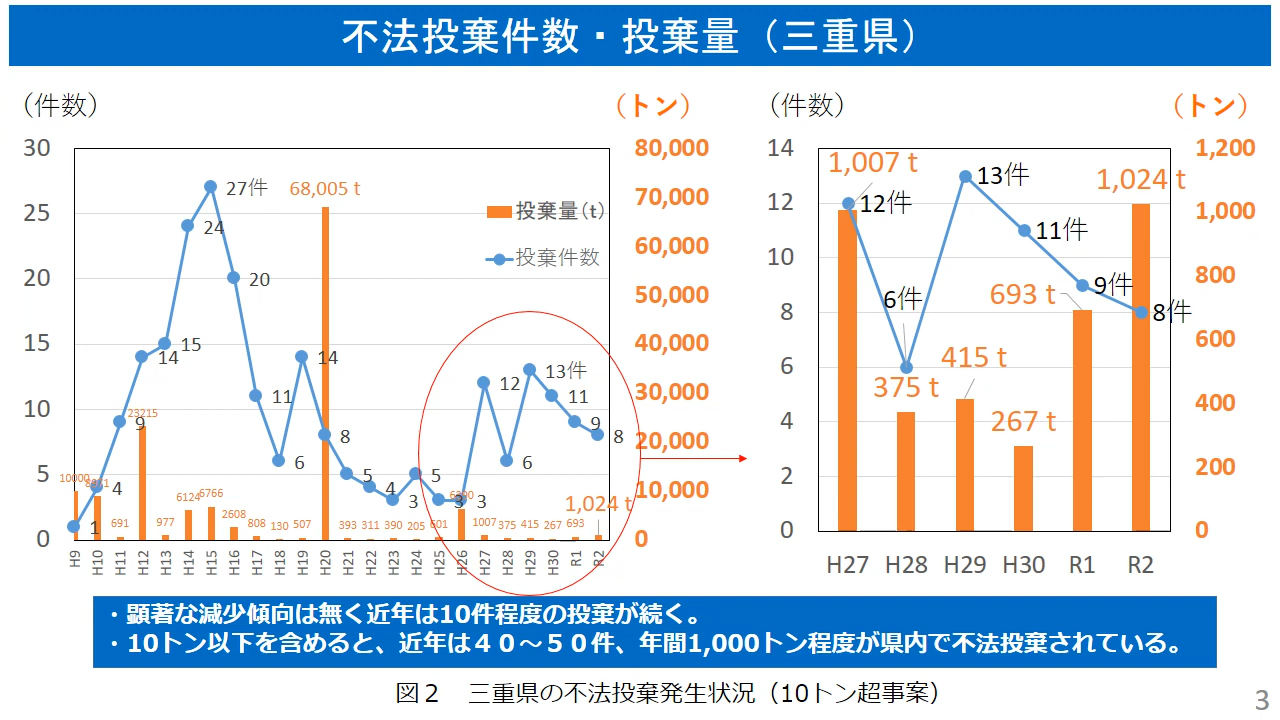 不法投棄件数・投棄量（三重県）
（件数）
（トン）
30
25
20
15
10
5
0
80,000
70,000
60,000
50,000
40,000
30,000
20,000
10,000
0
投棄量(t)
投棄件数
1
4
9
14
15
24
27件
20
11
6
14
8
5
4
3
5
3
3
12
6
13件
11
9
8
10000
691
23215
977
6124
6766
2608
808
130
507
68,005 t
393
311
390
205
601
1007
375
415
267
693
1,024 t
H9
H10
H11
H12
H13
H14
H15
H16
H17
H18
H19
H20
H21
H22
H23
H24
H25
H26
H27
H28
H29
H30
R1
R2
（件数）
（トン）
14
12
10
8
6
4
2
0
1,200
1,000
800
600
400
200
0
1,007 t
375 t
415 t
267 t
693 t
1,024 t
12件
6件
13件
11件
9件
8件
H27
H28
H29
H30
R1
R2
・顕著な減少傾向は無く近年は10件程度の投棄が続く。
・10トン以下を含めると、近年は４０～５０件、年間1,000トン程度が県内で不法投棄されている。
図２　三重県の不法投棄発生状況（10トン超事案）
3